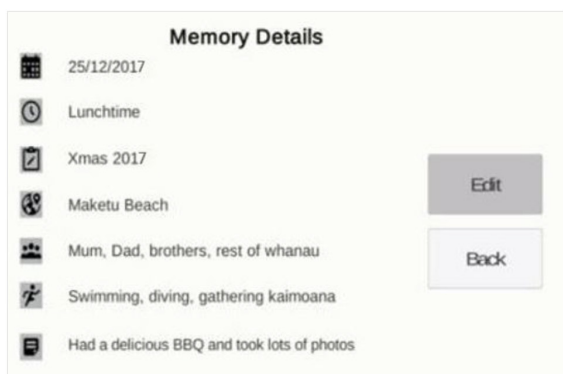 Memory Details
25/12/2017
Lunchtime
Xmas 2017
Maketu Beach
Mum, Dad, brothers, rest of whanau
Swimming, diving, gathering kaimoana
Had a delicious BBQ and took lots of photos
Edit
Back